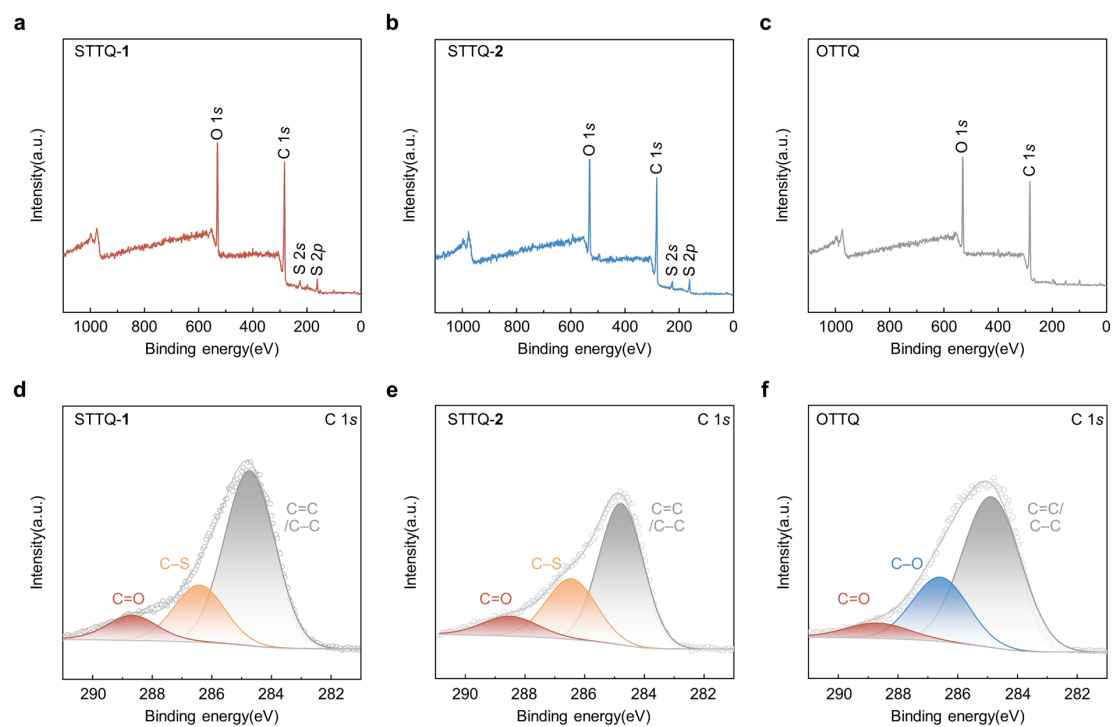 a
STTQ-1
O 1s
C 1s
S 2s
S 2p
Intensity(a.u.)
1000 800 600 400 200 0
Binding energy(eV)
b
STTQ-2
O 1s
C 1s
S 2s
S 2p
Intensity(a.u.)
1000 800 600 400 200 0
Binding energy(eV)
c
OTTQ
O 1s
C 1s
Intensity(a.u.)
1000 800 600 400 200 0
Binding energy(eV)
d
STTQ-1
C 1s
C=C
/C–C
C–S
C=O
Intensity(a.u.)
290 288 286 284 282
Binding energy(eV)
e
STTQ-2
C 1s
C=C
/C–C
C–S
C=O
Intensity(a.u.)
290 288 286 284 282
Binding energy(eV)
f
OTTQ
C 1s
C=C/
C–C
C–O
C=O
Intensity(a.u.)
290 288 286 284 282
Binding energy(eV)